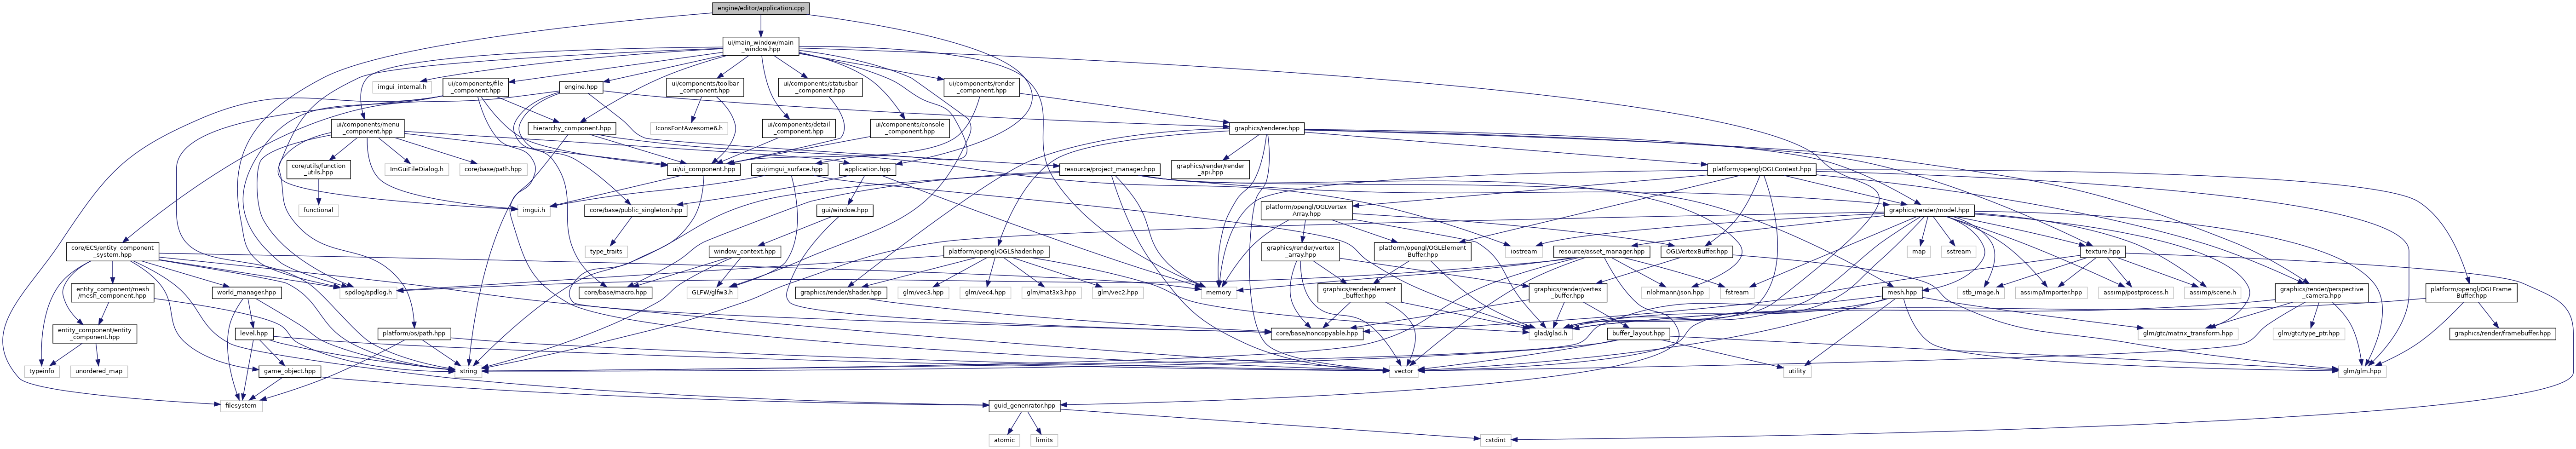 engine/editor/application.cpp
ui/main_window/main
_window.hpp
imgui_internal.h
ui/components/file
_component.hpp
engine.hpp
ui/components/toolbar
_component.hpp
ui/components/statusbar
_component.hpp
ui/components/render
_component.hpp
ui/components/menu
_component.hpp
hierarchy_component.hpp
IconsFontAwesome6.h
ui/components/detail
_component.hpp
ui/components/console
_component.hpp
graphics/renderer.hpp
core/utils/function
_utils.hpp
ImGuiFileDialog.h
core/base/path.hpp
ui/ui_component.hpp
gui/imgui_surface.hpp
application.hpp
resource/project_manager.hpp
graphics/render/render
_api.hpp
platform/opengl/OGLContext.hpp
functional
imgui.h
core/base/public_singleton.hpp
gui/window.hpp
platform/opengl/OGLVertex
Array.hpp
graphics/render/model.hpp
core/ECS/entity_component
_system.hpp
type_traits
window_context.hpp
platform/opengl/OGLShader.hpp
graphics/render/vertex
_array.hpp
platform/opengl/OGLElement
Buffer.hpp
iostream
resource/asset_manager.hpp
OGLVertexBuffer.hpp
map
sstream
texture.hpp
entity_component/mesh
/mesh_component.hpp
world_manager.hpp
spdlog/spdlog.h
core/base/macro.hpp
GLFW/glfw3.h
graphics/render/shader.hpp
glm/vec3.hpp
glm/vec4.hpp
glm/mat3x3.hpp
glm/vec2.hpp
memory
graphics/render/element
_buffer.hpp
graphics/render/vertex
_buffer.hpp
nlohmann/json.hpp
fstream
mesh.hpp
stb_image.h
assimp/Importer.hpp
assimp/postprocess.h
assimp/scene.h
graphics/render/perspective
_camera.hpp
platform/opengl/OGLFrame
Buffer.hpp
entity_component/entity
_component.hpp
level.hpp
platform/os/path.hpp
core/base/noncopyable.hpp
glad/glad.h
buffer_layout.hpp
glm/gtc/matrix_transform.hpp
glm/gtc/type_ptr.hpp
graphics/render/framebuffer.hpp
typeinfo
unordered_map
game_object.hpp
string
vector
utility
glm/glm.hpp
filesystem
guid_genenrator.hpp
atomic
limits
cstdint